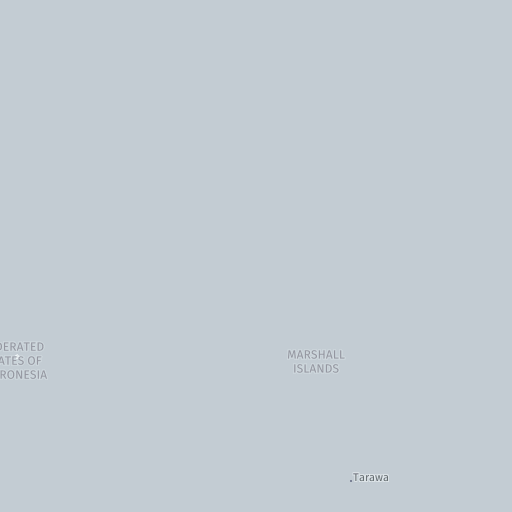 DERATED
ATES OF
RONESIA
MARSHALL
ISLANDS
Tarawa